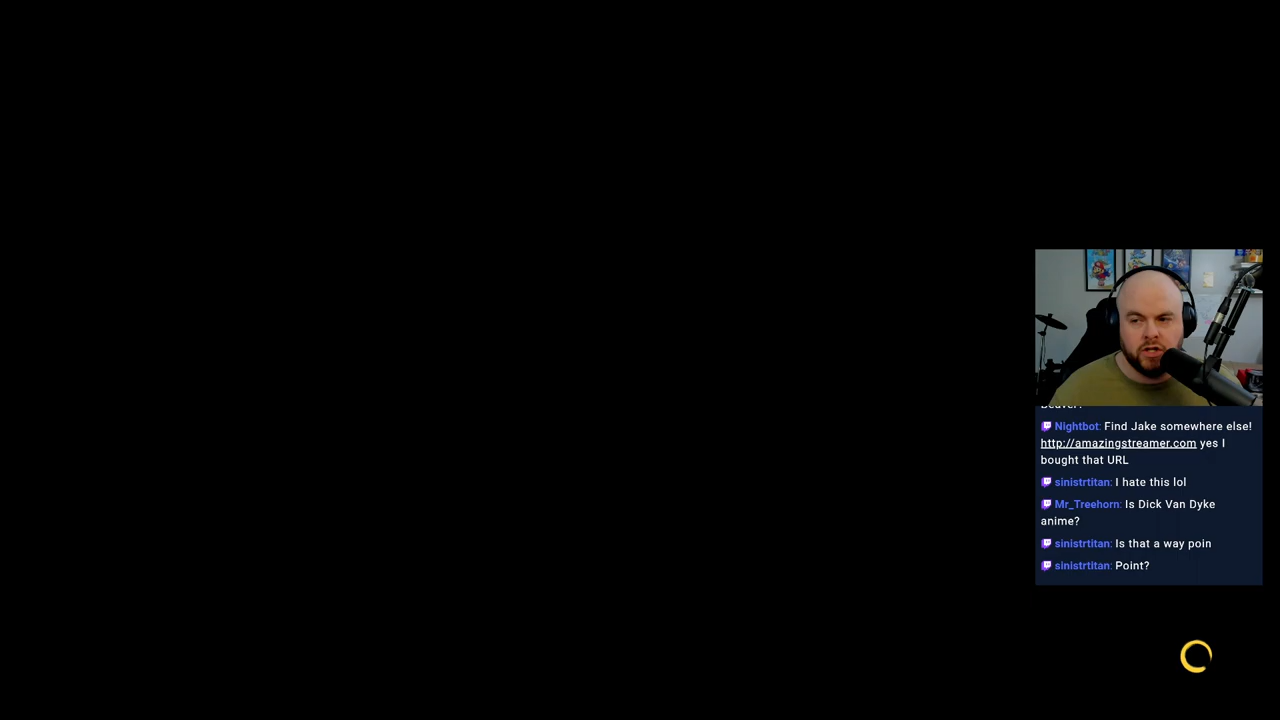 Nightbot: Find Jake somewhere else!
http://amazingstreamer.com yes I
bought that URL
sinistrtitan: I hate this lol
Mr_Treehorn: Is Dick Van Dyke
anime?
sinistrtitan: Is that a way poin
sinistrtitan: Point?